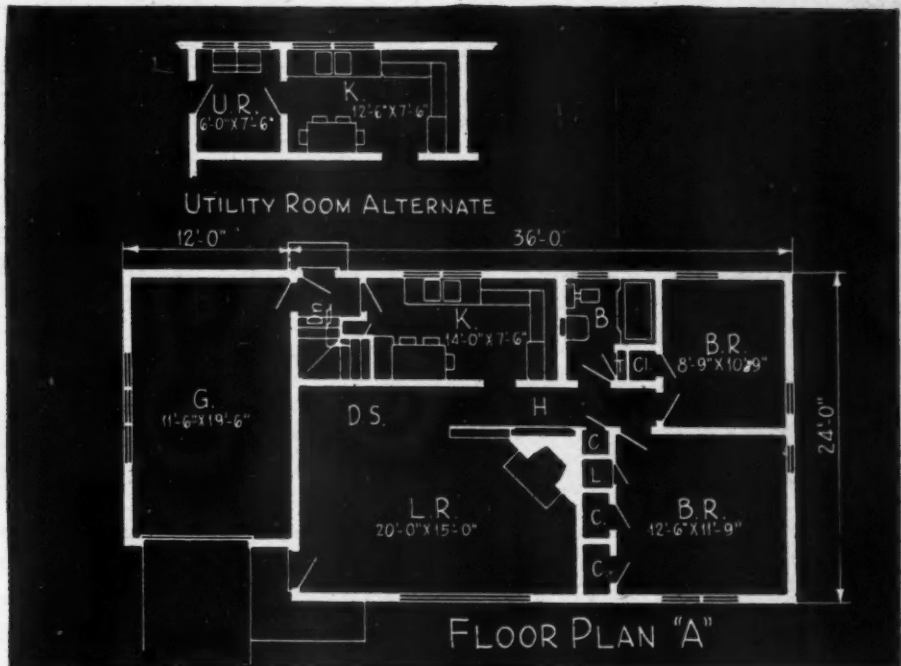 U.R.
6'-0"X7'-6"
K.
12'-6"X7'-6"
UTILITY ROOM ALTERNATE
12'-0"
36'-0"
E
K.
14'-0"X7'-6"
B
T
Cl.
B.R.
8'-9"X10'-9"
G.
11'-6"X19'-6"
D.S.
H
24'-0"
C
L
C.
C.
L.R.
20'-0"X15'-0"
B.R.
12'-6"X11'-9"
FLOOR PLAN "A"